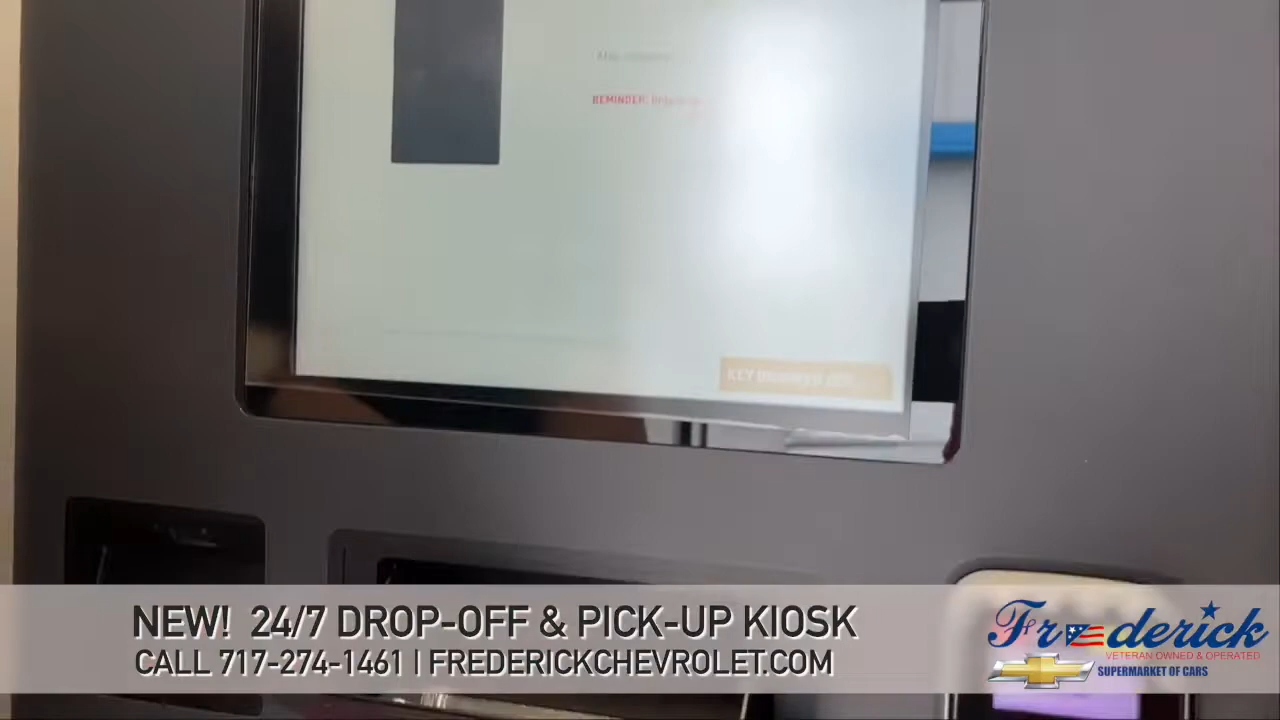 REMINDER:
KEY
NEW! 24/7 DROP-OFF & PICK-UP KIOSK
CALL 717-274-1461 | FREDERICKCHEVROLET.COM
Frederick
VETERAN OWNED & OPERATED
SUPERMARKET OF CARS